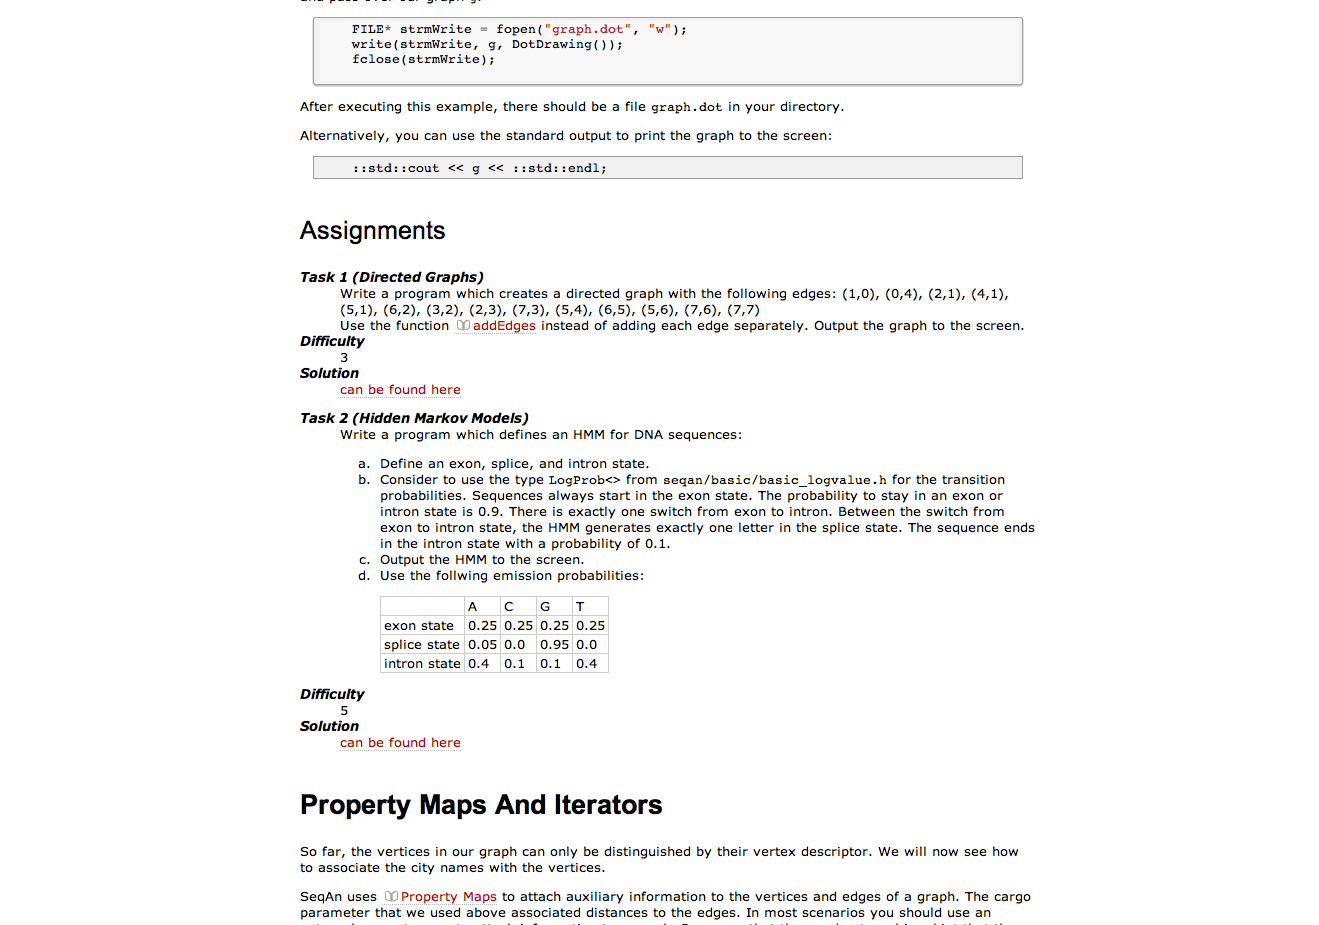 FILE* strmWrite = fopen("graph.dot", "w");
write(strmWrite, g, DotDrawing());
fclose(strmWrite);
After executing this example, there should be a file graph.dot in your directory.
Alternatively, you can use the standard output to print the graph to the screen:
::std::cout << g << ::std::endl;
Assignments
Task 1 (Directed Graphs)
Write a program which creates a directed graph with the following edges: (1,0), (0,4), (2,1), (4,1),
(5,1), (6,2), (3,2), (2,3), (7,3), (5,4), (6,5), (5,6), (7,6), (7,7)
Use the function addEdges instead of adding each edge separately. Output the graph to the screen.
Difficulty
3
Solution
can be found here
Task 2 (Hidden Markov Models)
Write a program which defines an HMM for DNA sequences:
a. Define an exon, splice, and intron state.
b. Consider to use the type LogProb<> from seqan/basic/basic_logvalue.h for the transition
probabilities. Sequences always start in the exon state. The probability to stay in an exon or
intron state is 0.9. There is exactly one switch from exon to intron. Between the switch from
exon to intron state, the HMM generates exactly one letter in the splice state. The sequence ends
in the intron state with a probability of 0.1.
c. Output the HMM to the screen.
d. Use the follwing emission probabilities:
A C G T
exon state 0.25 0.25 0.25 0.25
splice state 0.05 0.0 0.95 0.0
intron state 0.4 0.1 0.1 0.4
Difficulty
5
Solution
can be found here
Property Maps And Iterators
So far, the vertices in our graph can only be distinguished by their vertex descriptor. We will now see how
to associate the city names with the vertices.
SeqAn uses Property Maps to attach auxiliary information to the vertices and edges of a graph. The cargo
parameter that we used above associated distances to the edges. In most scenarios you should use an